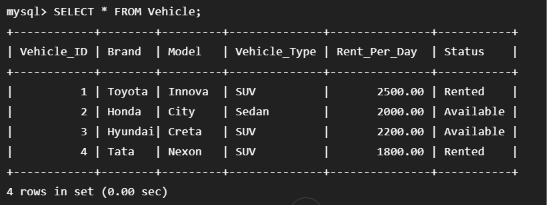 mysql> SELECT * FROM Vehicle;
+------------+--------+--------+--------------+--------------+-----------+
| Vehicle_ID | Brand  | Model  | Vehicle_Type | Rent_Per_Day | Status    |
+------------+--------+--------+--------------+--------------+-----------+
|          1 | Toyota | Innova | SUV          |      2500.00 | Rented    |
|          2 | Honda  | City   | Sedan        |      2000.00 | Available |
|          3 | Hyundai| Creta  | SUV          |      2200.00 | Available |
|          4 | Tata   | Nexon  | SUV          |      1800.00 | Rented    |
+------------+--------+--------+--------------+--------------+-----------+
4 rows in set (0.00 sec)